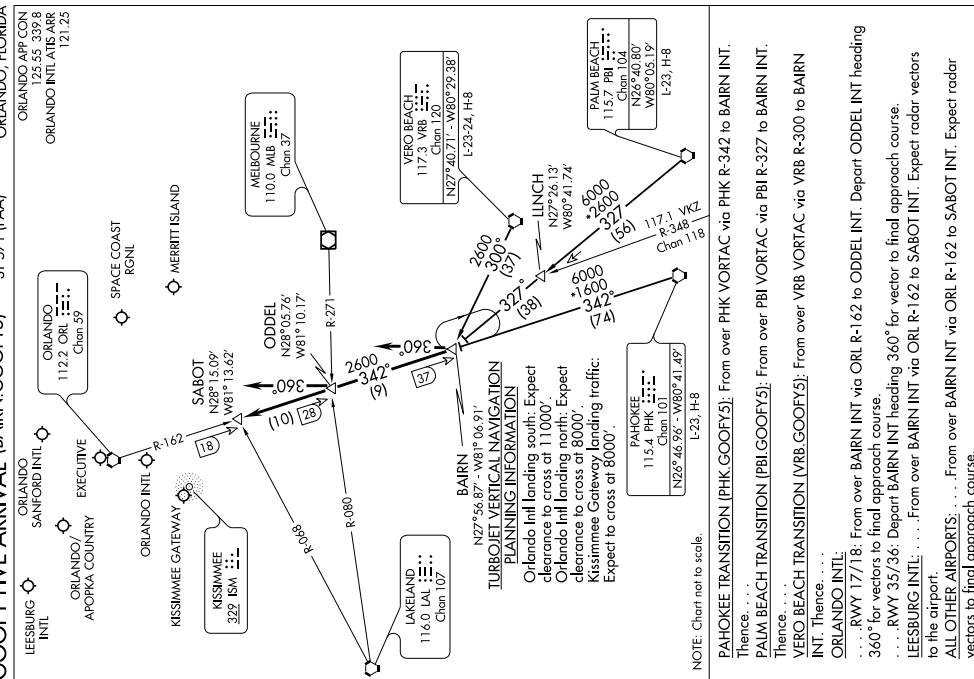 GOOFY FIVE ARRIVAL (BAIRN.GOOFY5)
ST-571 (FAA)
ORLANDO, FLORIDA
ORLANDO APP CON
125.55 339.8
ORLANDO INTL ATIS ARR
121.25
LEESBURG INTL
ORLANDO SANFORD INTL
ORLANDO/ APOPKA COUNTRY
EXECUTIVE
ORLANDO INTL
KISSIMMEE GATEWAY
SPACE COAST RGNL
MERRITT ISLAND
ORLANDO
112.2 ORL
Chan 59
KISSIMMEE
329 ISM
MELBOURNE
110.0 MLB
Chan 37
LAKELAND
116.0 LAL
Chan 107
VERO BEACH
117.3 VRB
Chan 120
N27°40.71' - W80°29.38'
L-23-24, H-8
PALM BEACH
115.7 PBI
Chan 104
N26°40.80'
W80°05.19'
L-23, H-8
PAHOKEE
115.4 PHK
Chan 101
N26°46.96' - W80°41.49'
L-23, H-8
R-162
18
SABOT
N28°15.09'
W81°13.62'
R-068
R-080
R-271
ODDEL
N28°05.76'
W81°10.17'
360°
(10)
28
360°
2600
342°
(9)
37
360°
BAIRN
N27°56.87' - W81°06.91'
2600
300°
(37)
LLNCH
N27°26.13'
W80°41.74'
327°
(38)
6000
*2600
327
(56)
117.1 VKZ
R-348
Chan 118
6000
*1600
342°
(74)
TURBOJET VERTICAL NAVIGATION
PLANNING INFORMATION
Orlando Intl landing south: Expect
clearance to cross at 11000'.
Orlando Intl landing north: Expect
clearance to cross at 8000'.
Kissimmee Gateway landing traffic:
Expect to cross at 8000'.
NOTE: Chart not to scale.
PAHOKEE TRANSITION (PHK.GOOFY5): From over PHK VORTAC via PHK R-342 to BAIRN INT.
Thence. . . .
PALM BEACH TRANSITION (PBI.GOOFY5): From over PBI VORTAC via PBI R-327 to BAIRN INT.
Thence. . . .
VERO BEACH TRANSITION (VRB.GOOFY5): From over VRB VORTAC via VRB R-300 to BAIRN
INT. Thence. . . .
ORLANDO INTL:
. . . .RWY 17/18: From over BAIRN INT via ORL R-162 to ODDEL INT. Depart ODDEL INT heading
360° for vectors to final approach course.
. . . .RWY 35/36: Depart BAIRN INT heading 360° for vector to final approach course.
LEESBURG INTL: . . . .From over BAIRN INT via ORL R-162 to SABOT INT. Expect radar vectors
to the airport.
ALL OTHER AIRPORTS: . . . .From over BAIRN INT via ORL R-162 to SABOT INT. Expect radar
vectors to final approach course.